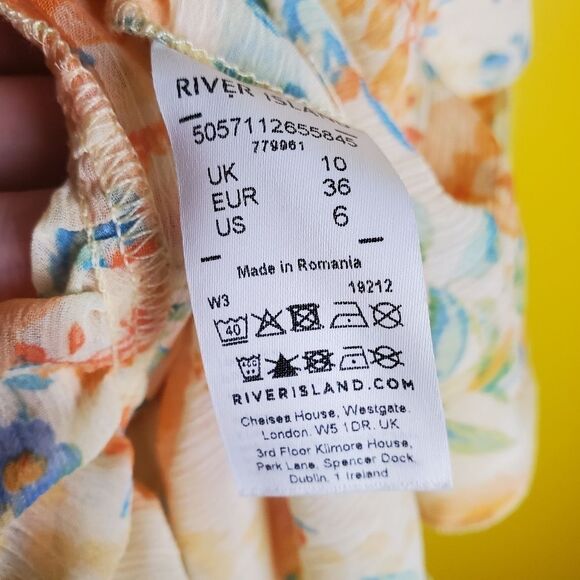 RIVER ISLAND
5057112655845
779961
UK 10
EUR 36
US 6
Made in Romania
W3 19212
40
RIVERISLAND.COM
Chelsea House, Westgate.
London. W5 1DR. UK
3rd Floor Kilmore House,
Park Lane, Spencer Dock,
Dublin. 1 Ireland